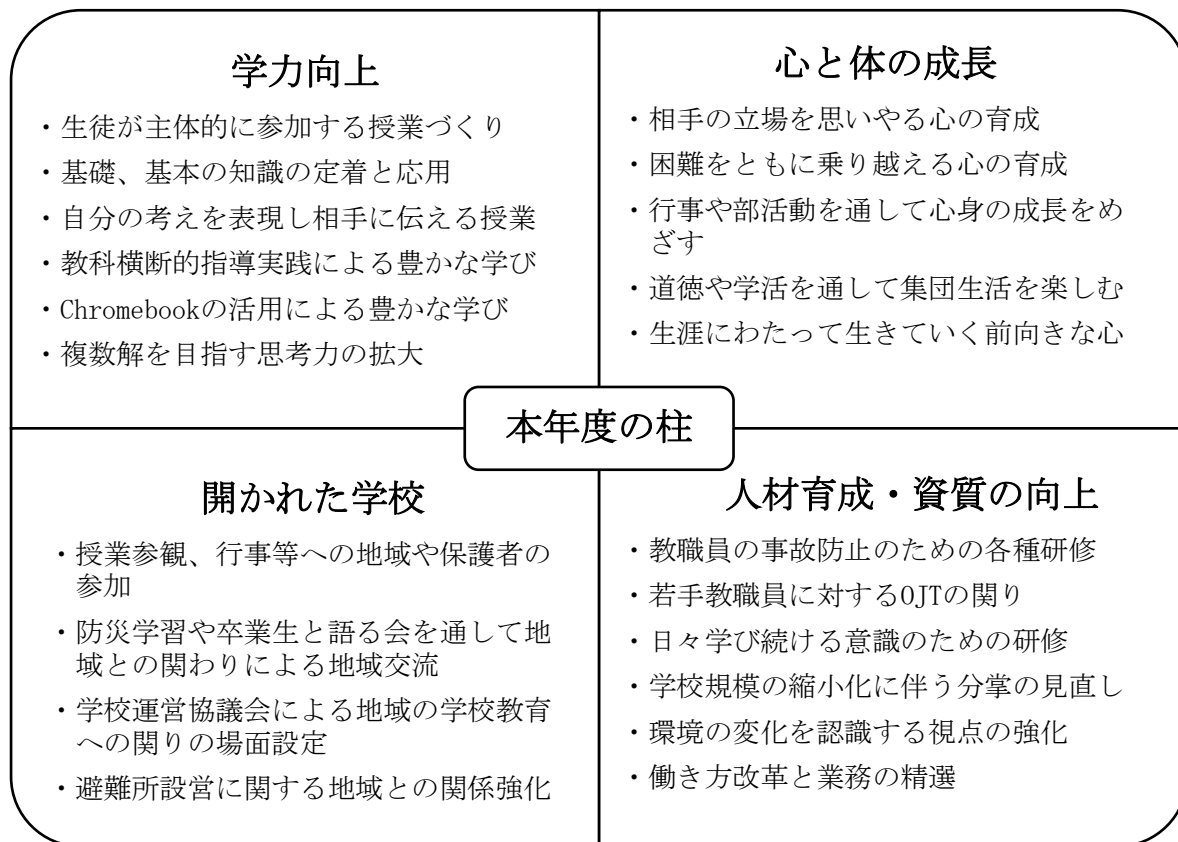 学力向上
・生徒が主体的に参加する授業づくり
・基礎、基本の知識の定着と応用
・自分の考えを表現し相手に伝える授業
・教科横断的指導実践による豊かな学び
・Chromebookの活用による豊かな学び
・複数解を目指す思考力の拡大
心と体の成長
・相手の立場を思いやる心の育成
・困難をともに乗り越える心の育成
・行事や部活動を通して心身の成長をめ
ざす
・道徳や学活を通して集団生活を楽しむ
・生涯にわたって生きていく前向きな心
本年度の柱
開かれた学校
・授業参観、行事等への地域や保護者の
参加
・防災学習や卒業生と語る会を通して地
域との関わりによる地域交流
・学校運営協議会による地域の学校教育
への関りの場面設定
・避難所設営に関する地域との関係強化
人材育成・資質の向上
・教職員の事故防止のための各種研修
・若手教職員に対するOJTの関り
・日々学び続ける意識のための研修
・学校規模の縮小化に伴う分掌の見直し
・環境の変化を認識する視点の強化
・働き方改革と業務の精選